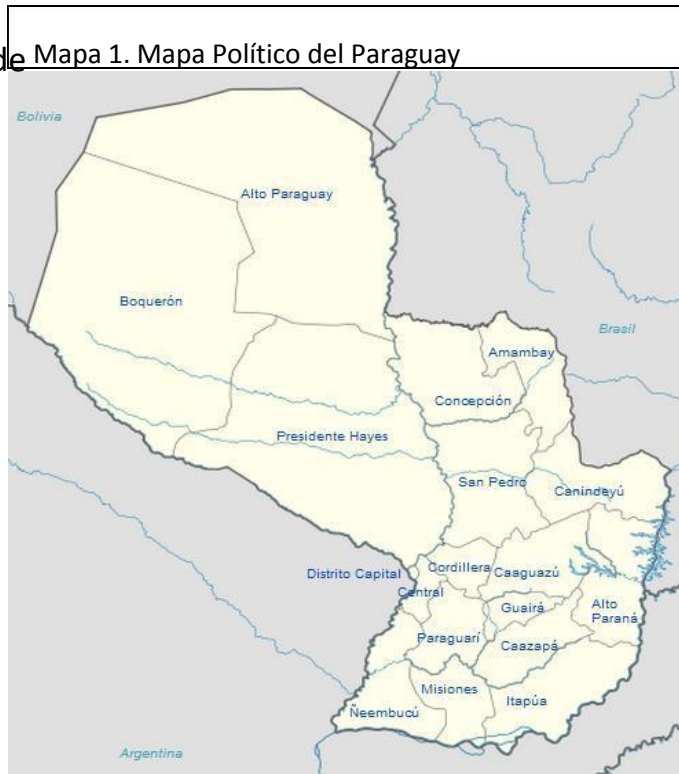 de Mapa 1. Mapa Político del Paraguay
Bolivia
Alto Paraguay
Boquerón
Brasil
Amambay
Concepción
Presidente Hayes
San Pedro
Canindeyú
Distrito Capital
Cordillera
Caaguazú
Central
Guairá
Alto
Paraná
Paraguarí
Caazapá
Misiones
Itapúa
Ñeembucú
Argentina